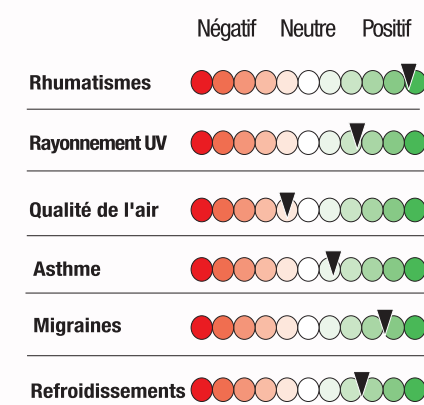 Négatif Neutre Positif
Rhumatismes
Rayonnement UV
Qualité de l'air
Asthme
Migraines
Refroidissements